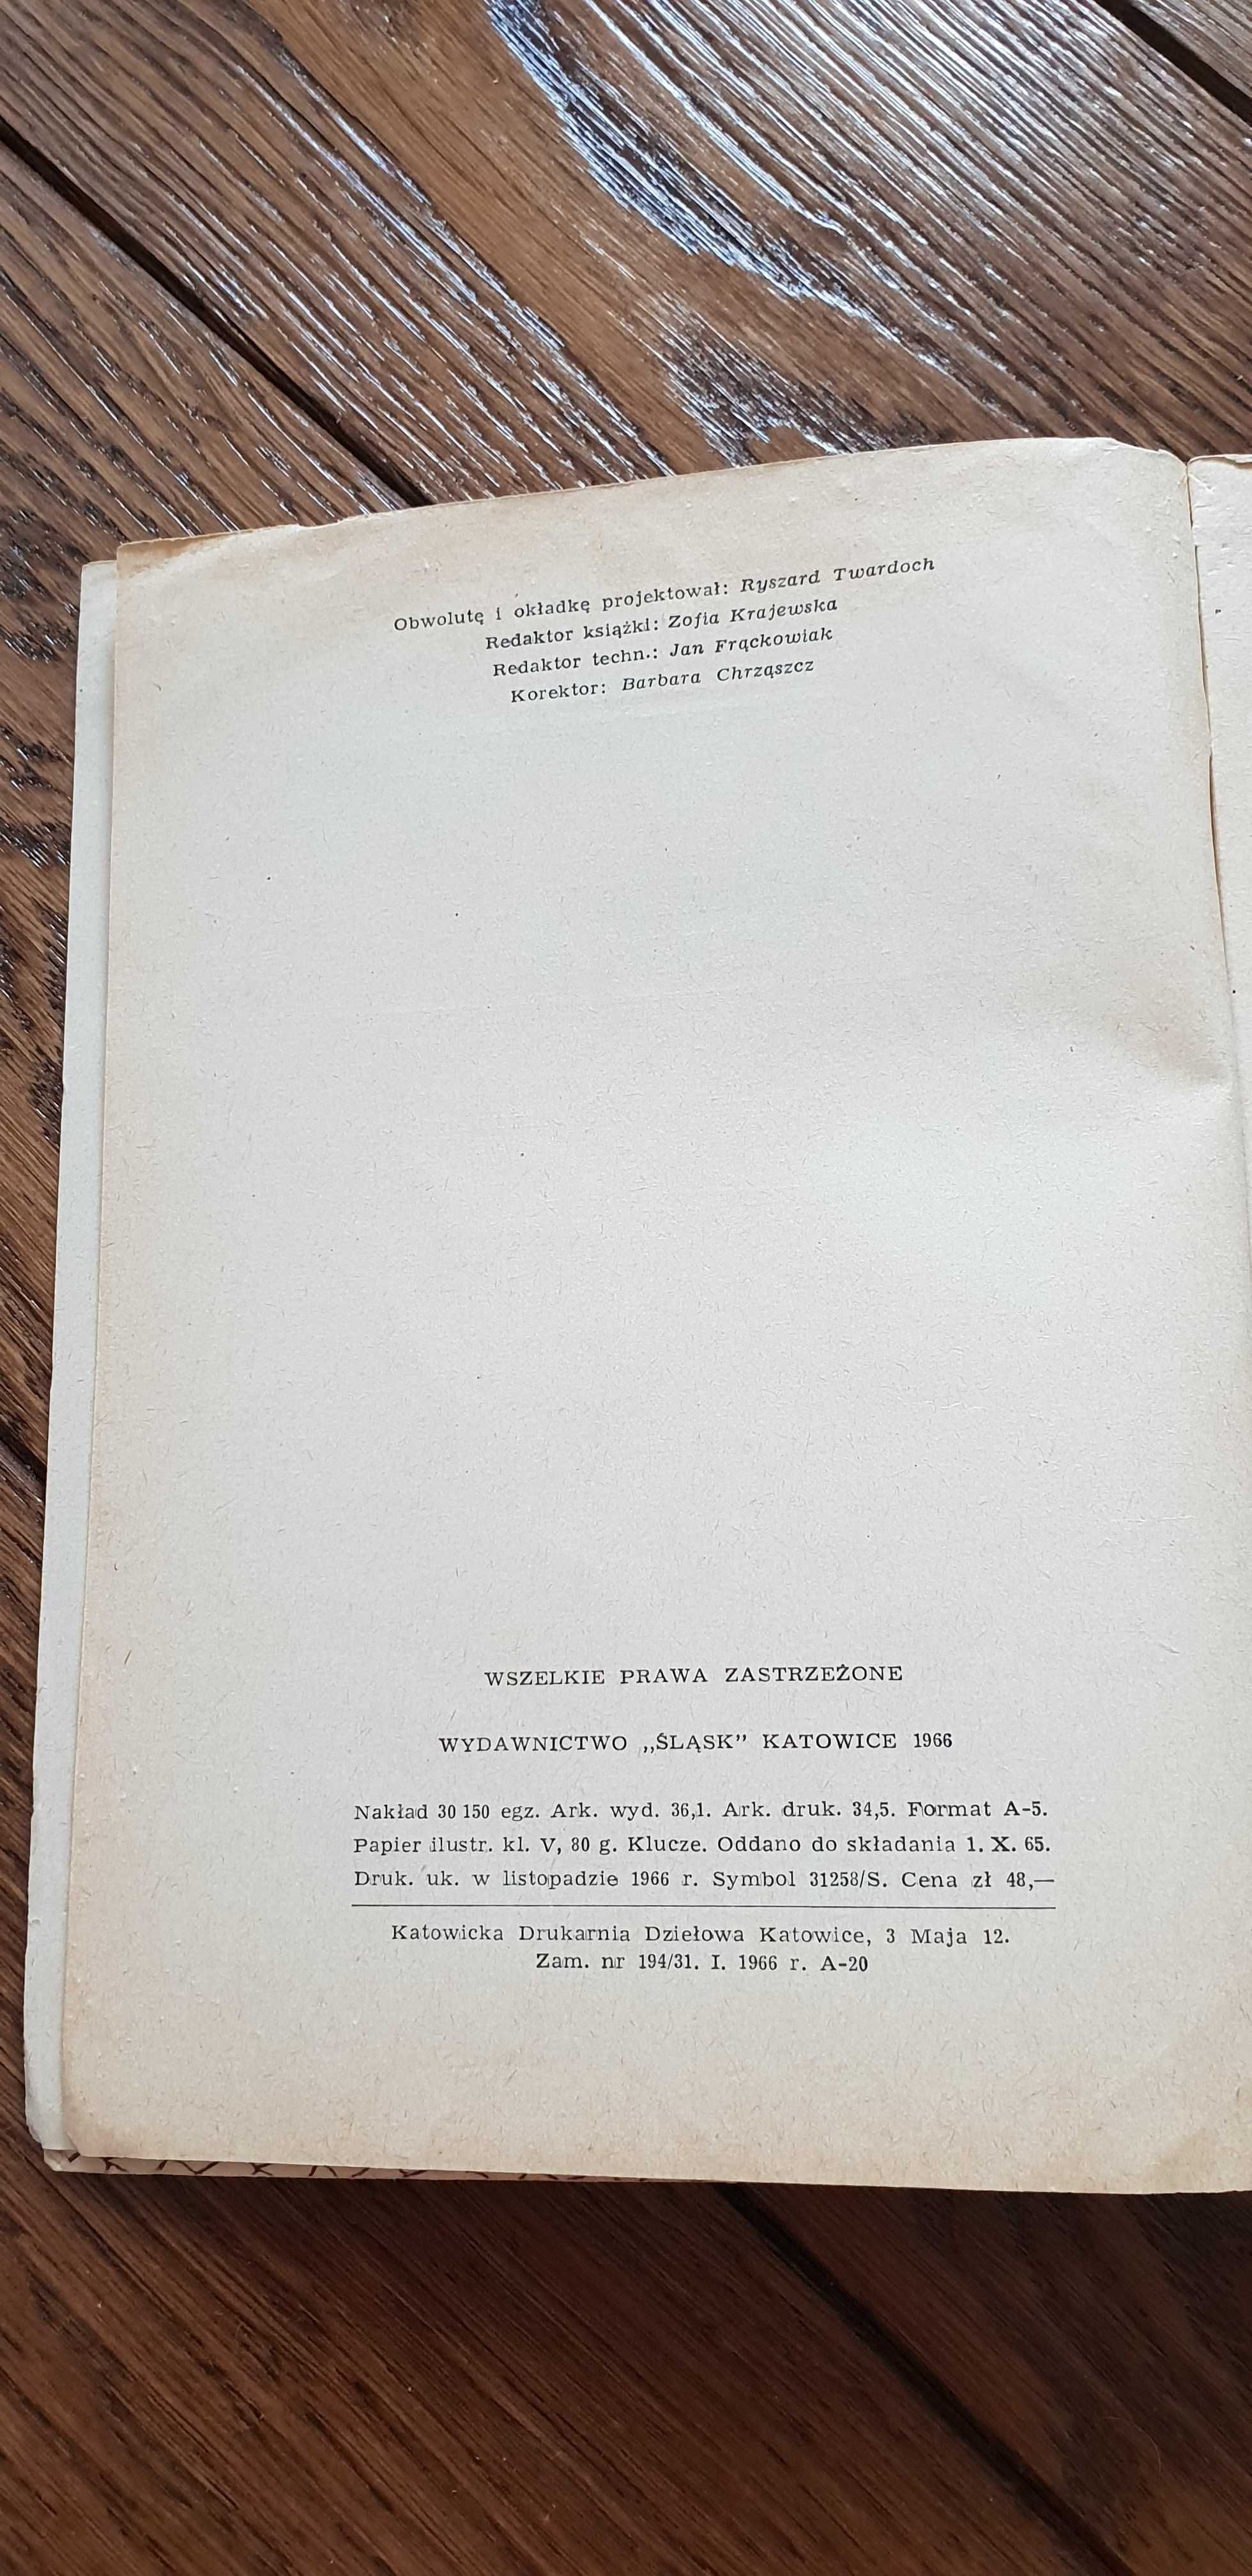 Obwolutę i okładkę projektował: Ryszard Twardoch
Redaktor książki: Zofia Krajewska
Redaktor techn.: Jan Frąckowiak
Korektor: Barbara Chrząszcz
WSZELKIE PRAWA ZASTRZEŻONE
WYDAWNICTWO „ŚLĄSK” KATOWICE 1966
Nakład 30 150 egz. Ark. wyd. 36,1. Ark. druk. 34,5. Format A-5.
Papier ilustr. kl. V, 80 g. Klucze. Oddano do składania 1. X. 65.
Druk. uk. w listopadzie 1966 r. Symbol 31258/S. Cena zł 48,—
Katowicka Drukarnia Dziełowa Katowice, 3 Maja 12.
Zam. nr 194/31. I. 1966 r. A-20